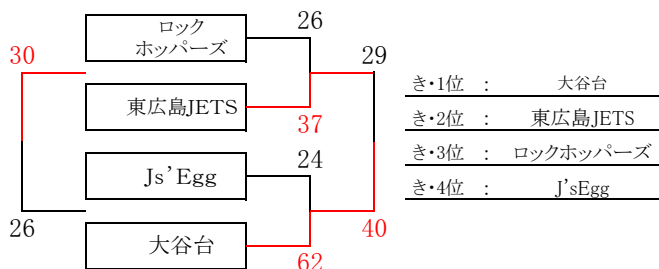 ロック
ホッパーズ
26
30
29
東広島JETS
37
Js’Egg
24
26
大谷台
62
40
き・1位 : 大谷台
き・2位 : 東広島JETS
き・3位 : ロックホッパーズ
き・4位 : J’sEgg